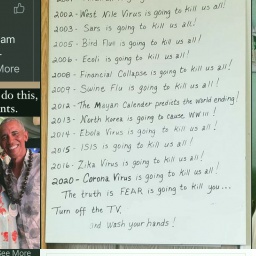 am
More
do this,
nts.
See More
2002-West Nile Virus is going to kill us all!
2003- Sars is going to kill us all!
2005- Bird Flu is going to kill us all!
2006- Ecoli is going to kill us all!
2008- Financial Collapse is going to kill us all!
2009- Swine Flu is going to kill us all!
2012- The Mayan Calender predicts the world ending!
2013- North Korea is going to cause WW III!
2014- Ebola Virus is going to kill us all!
2015- ISIS is going to kill us all!
2016- Zika Virus is going to kill us all!
2020- Corona Virus is going to kill us all!
The truth is FEAR is going to kill you...
Turn off the TV.
and wash your hands!